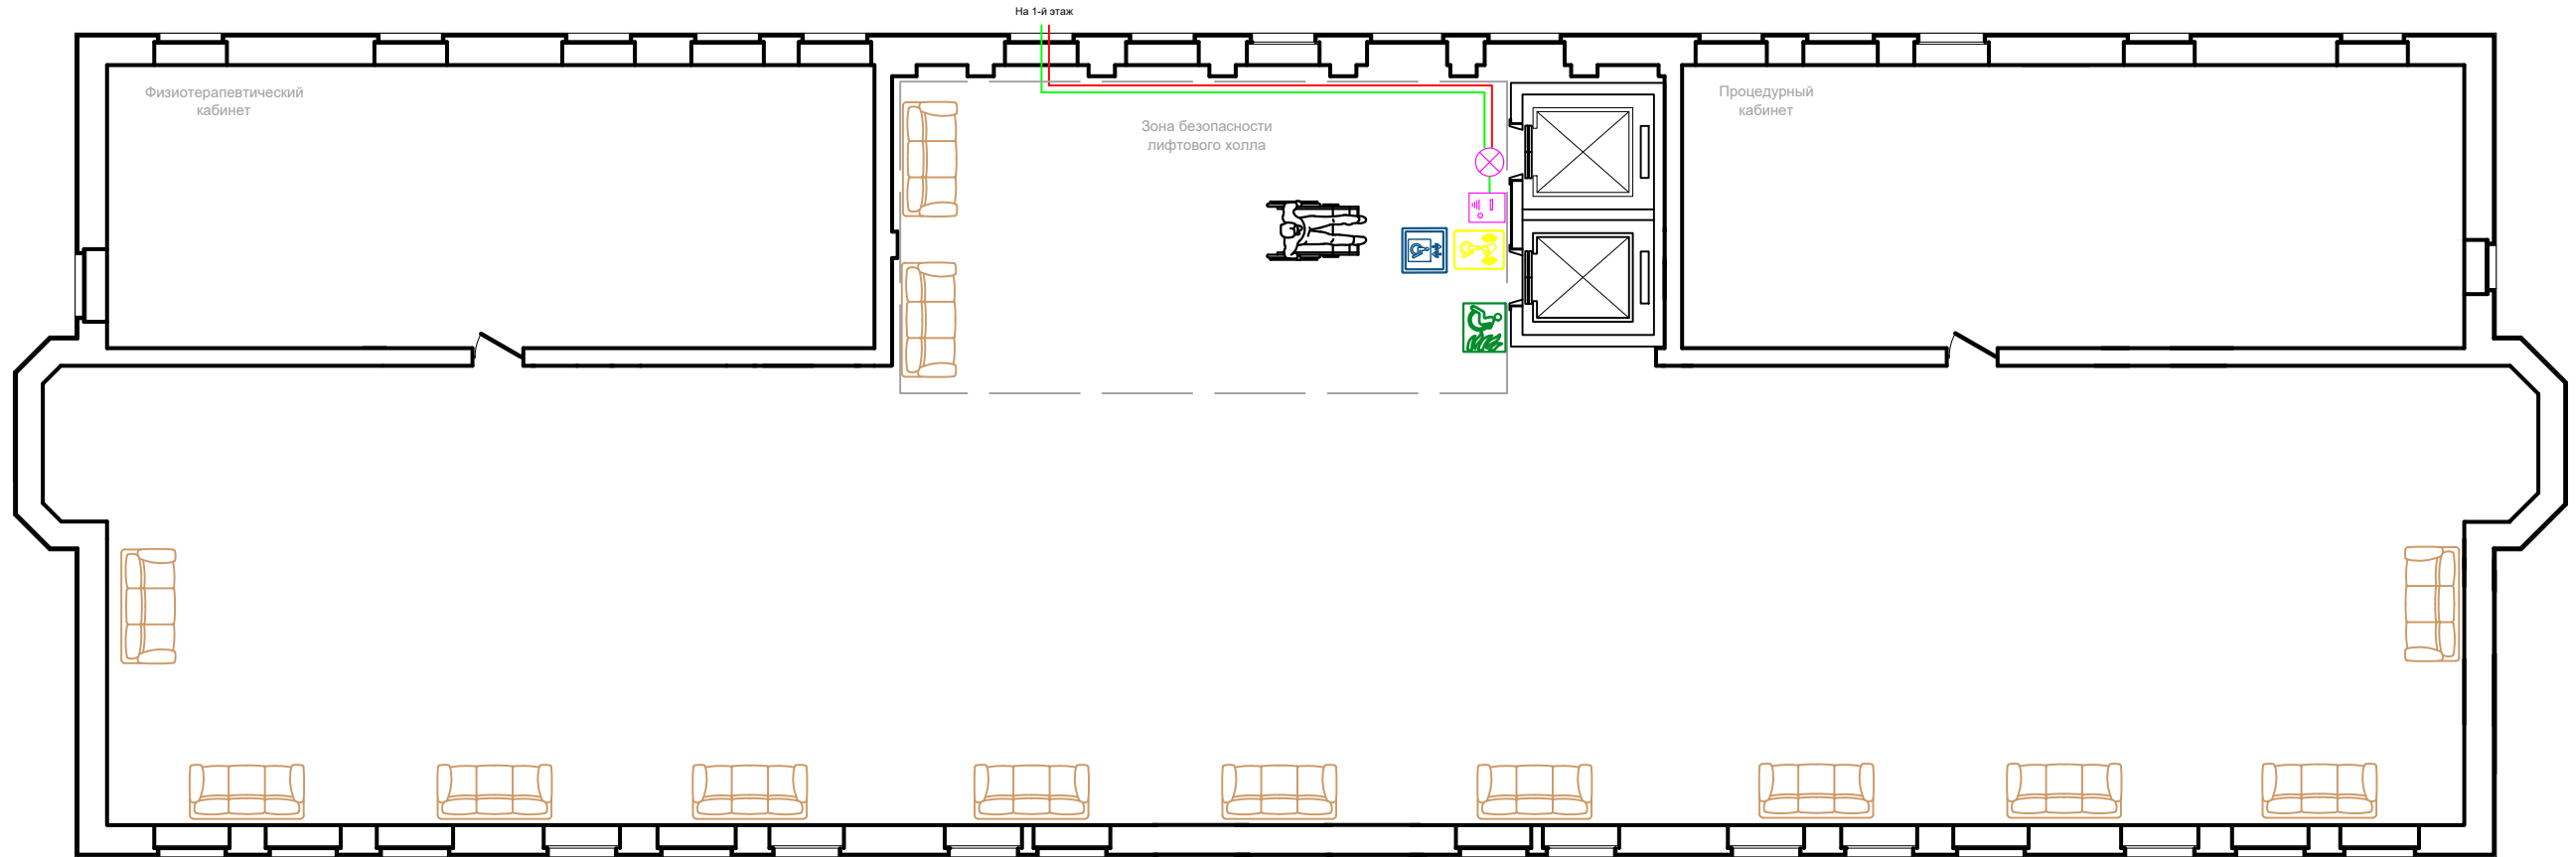 На 1-й этаж
Физиотерапевтический
кабинет
Зона безопасности
лифтового холла
Процедурный
кабинет